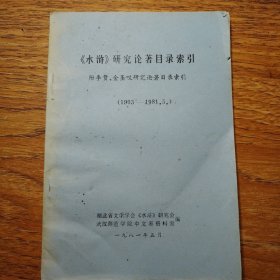 《水浒》研究论著目录索引
附李贽、金圣叹研究论著目录索引
(1903—1981.5.)
湖北省文学学会《水浒》研究会
武汉师范学院中文系资料室
编
一九八一年五月